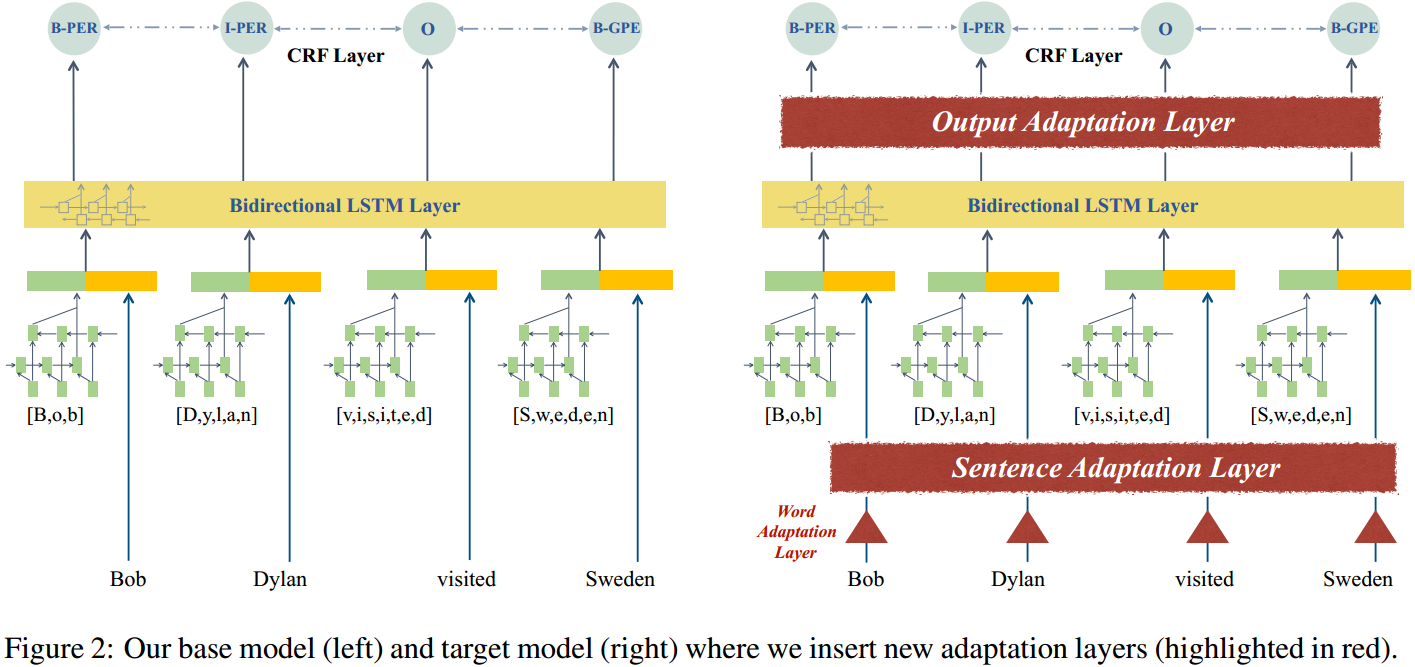 B-PER I-PER O B-GPE
CRF Layer
Bidirectional LSTM Layer
[B,o,b] [D,y,l,a,n] [v,i,s,i,t,e,d] [S,w,e,d,e,n]
Bob Dylan visited Sweden
B-PER I-PER O B-GPE
CRF Layer
Output Adaptation Layer
Bidirectional LSTM Layer
[B,o,b] [D,y,l,a,n] [v,i,s,i,t,e,d] [S,w,e,d,e,n]
Sentence Adaptation Layer
Word
Adaptation
Layer
Bob Dylan visited Sweden
Figure 2: Our base model (left) and target model (right) where we insert new adaptation layers (highlighted in red).